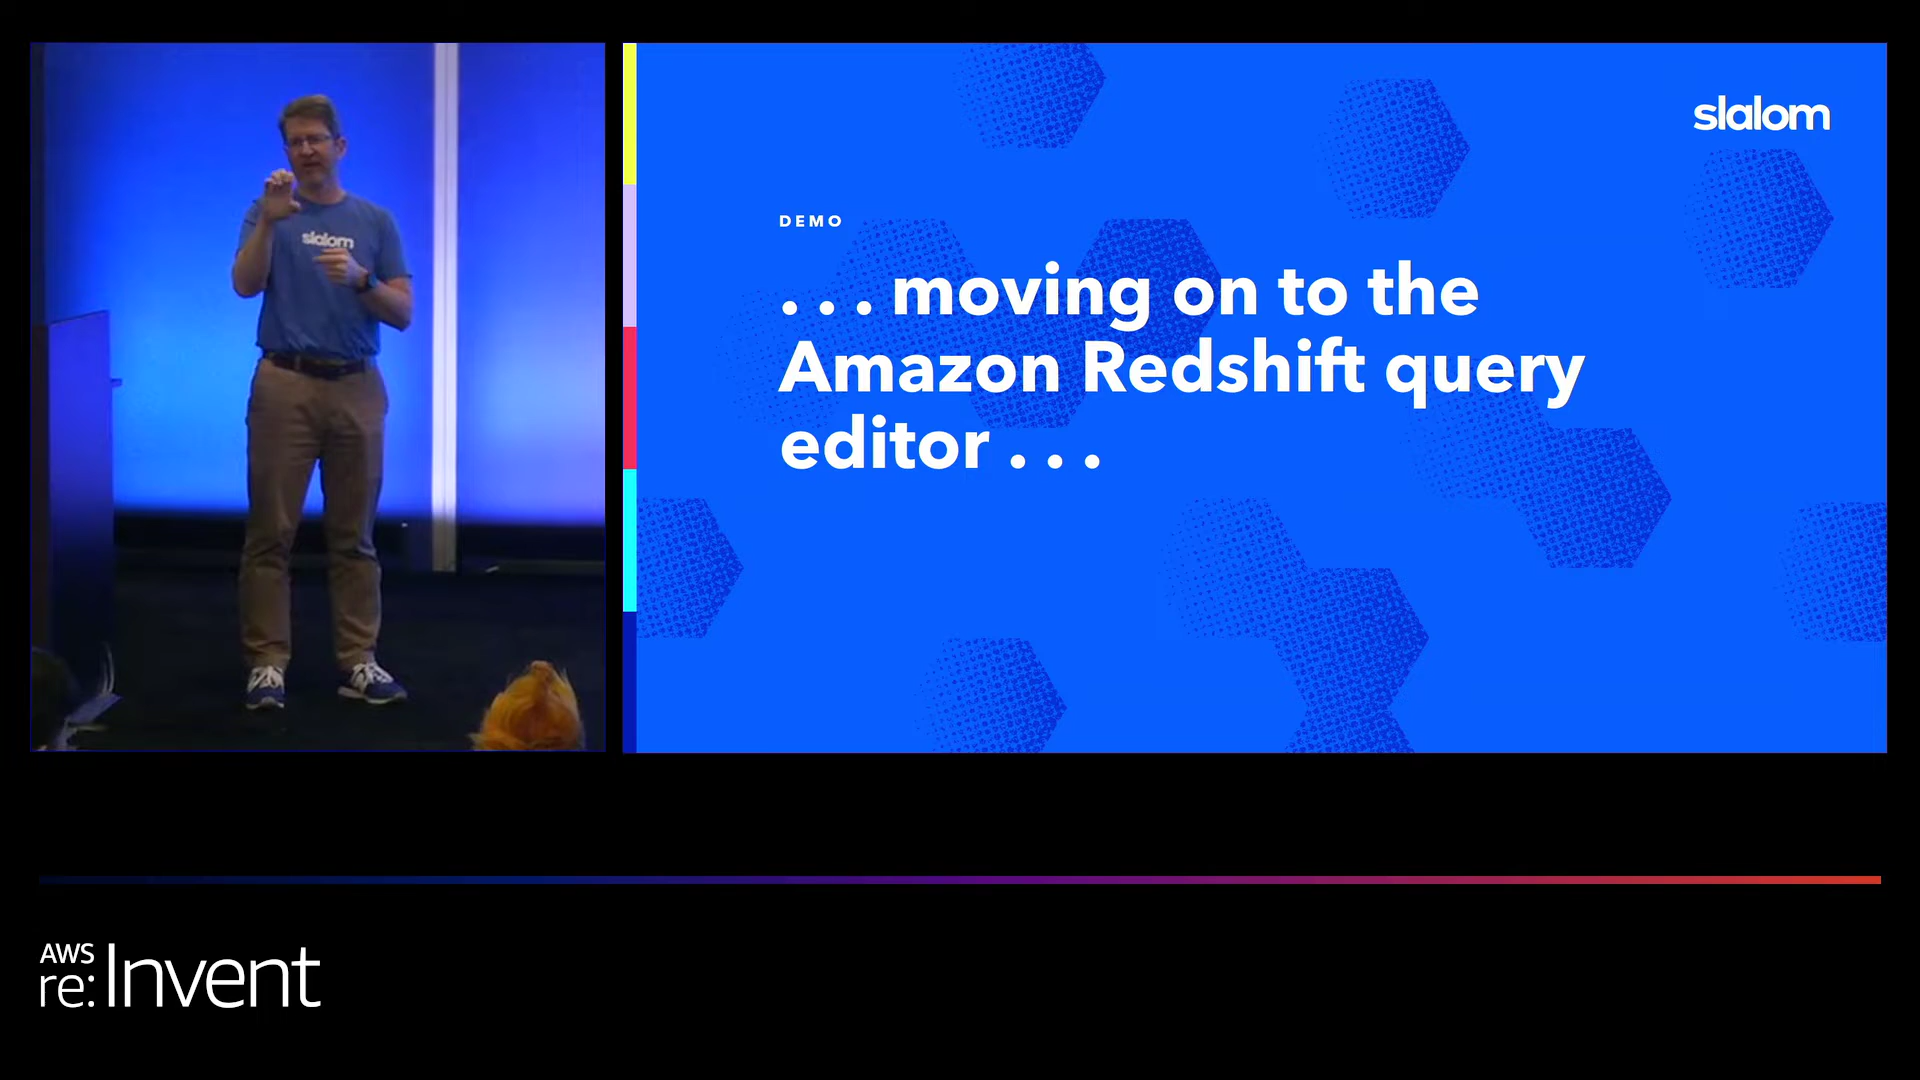 slalom
slalom
DEMO
. . . moving on to the
Amazon Redshift query
editor . . .
AWS
re:Invent